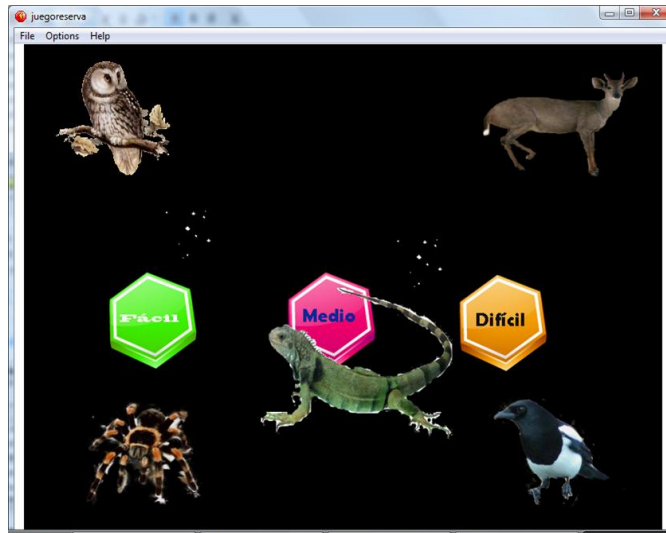 juegoreserva
File Options Help
Fácil
Medio
Difícil